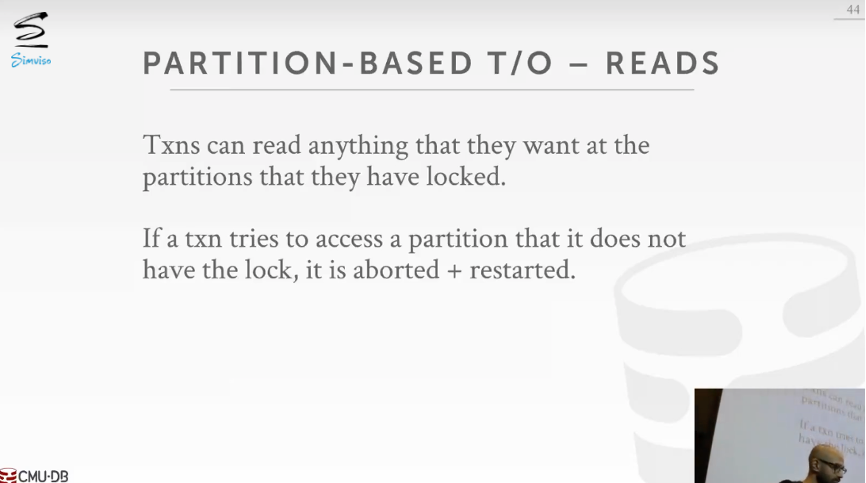 44
Simviso
PARTITION-BASED T/O – READS
Txns can read anything that they want at the
partitions that they have locked.
If a txn tries to access a partition that it does not
have the lock, it is aborted + restarted.
CMU·DB